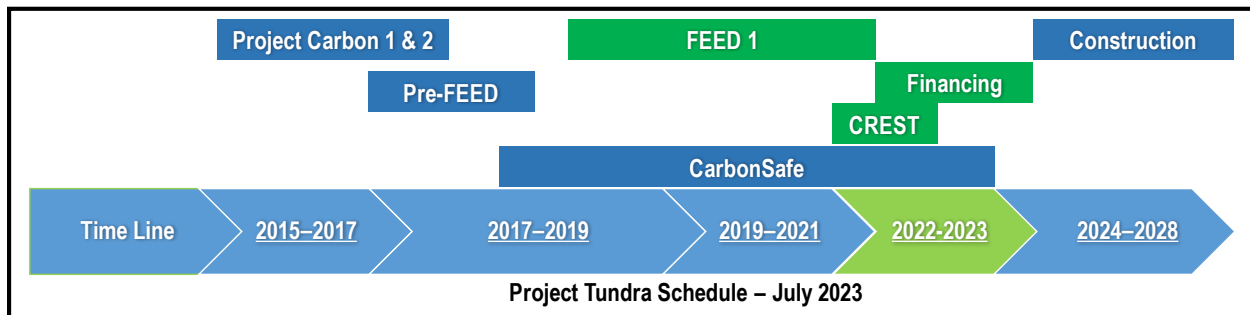 Project Carbon 1 & 2
FEED 1
Construction
Pre-FEED
Financing
CREST
CarbonSafe
Time Line
2015–2017
2017–2019
2019–2021
2022-2023
2024–2028
Project Tundra Schedule – July 2023